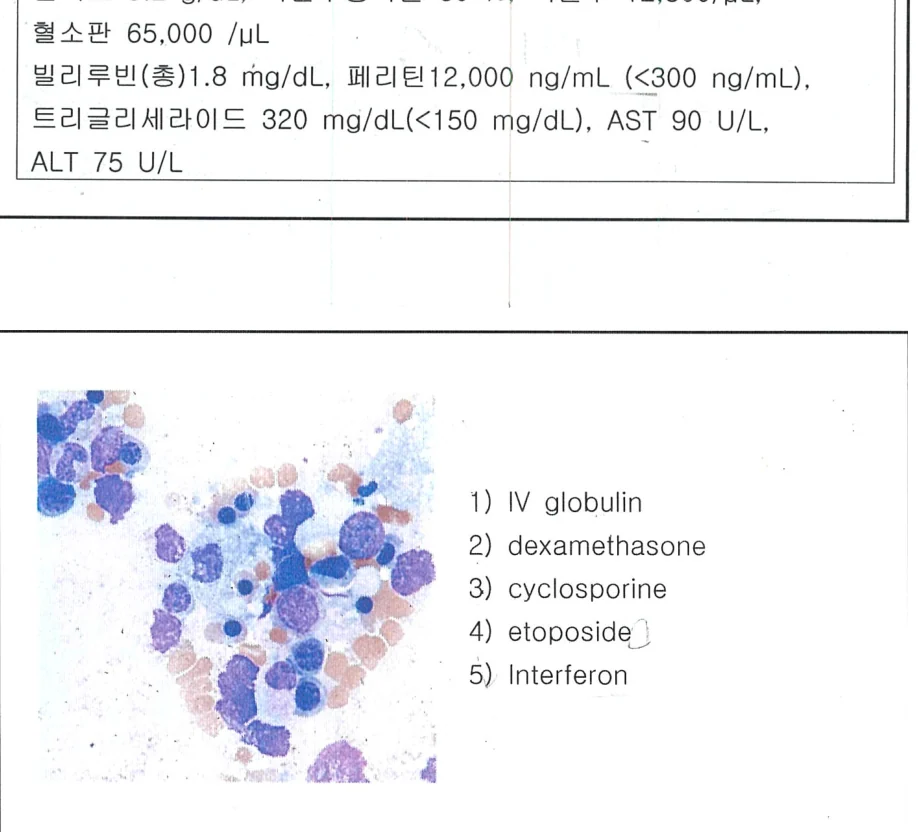 혈소판 65,000 /μL
빌리루빈(총)1.8 mg/dL, 페리틴12,000 ng/mL (<300 ng/mL),
트리글리세라이드 320 mg/dL(<150 mg/dL), AST 90 U/L,
ALT 75 U/L
1) IV globulin
2) dexamethasone
3) cyclosporine
4) etoposide
5) Interferon